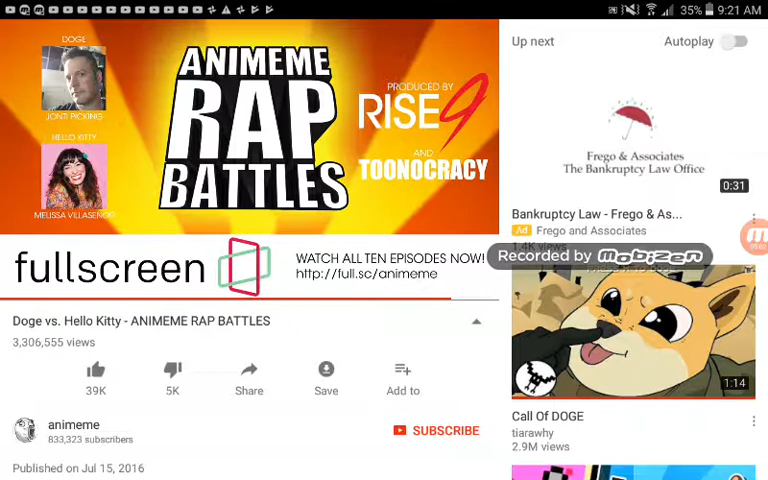 35% 9:21 AM
DOGE
JONTI PICKING
HELLO KITTY
MELISSA VILLASEÑOR
ANIMEME
RAP
BATTLES
PRODUCED BY
RISE9
AND
TOONOCRACY
fullscreen
WATCH ALL TEN EPISODES NOW!
http://full.sc/animeme
Doge vs. Hello Kitty - ANIMEME RAP BATTLES
3,306,555 views
39K
5K
Share
Save
Add to
animeme
833,323 subscribers
SUBSCRIBE
Published on Jul 15, 2016
Up next
Autoplay
Frego & Associates
The Bankruptcy Law Office
0:31
Bankruptcy Law - Frego & As...
Ad Frego and Associates
1.4K views
Recorded by Mobizen
1:14
Call Of DOGE
tiarawhy
2.9M views